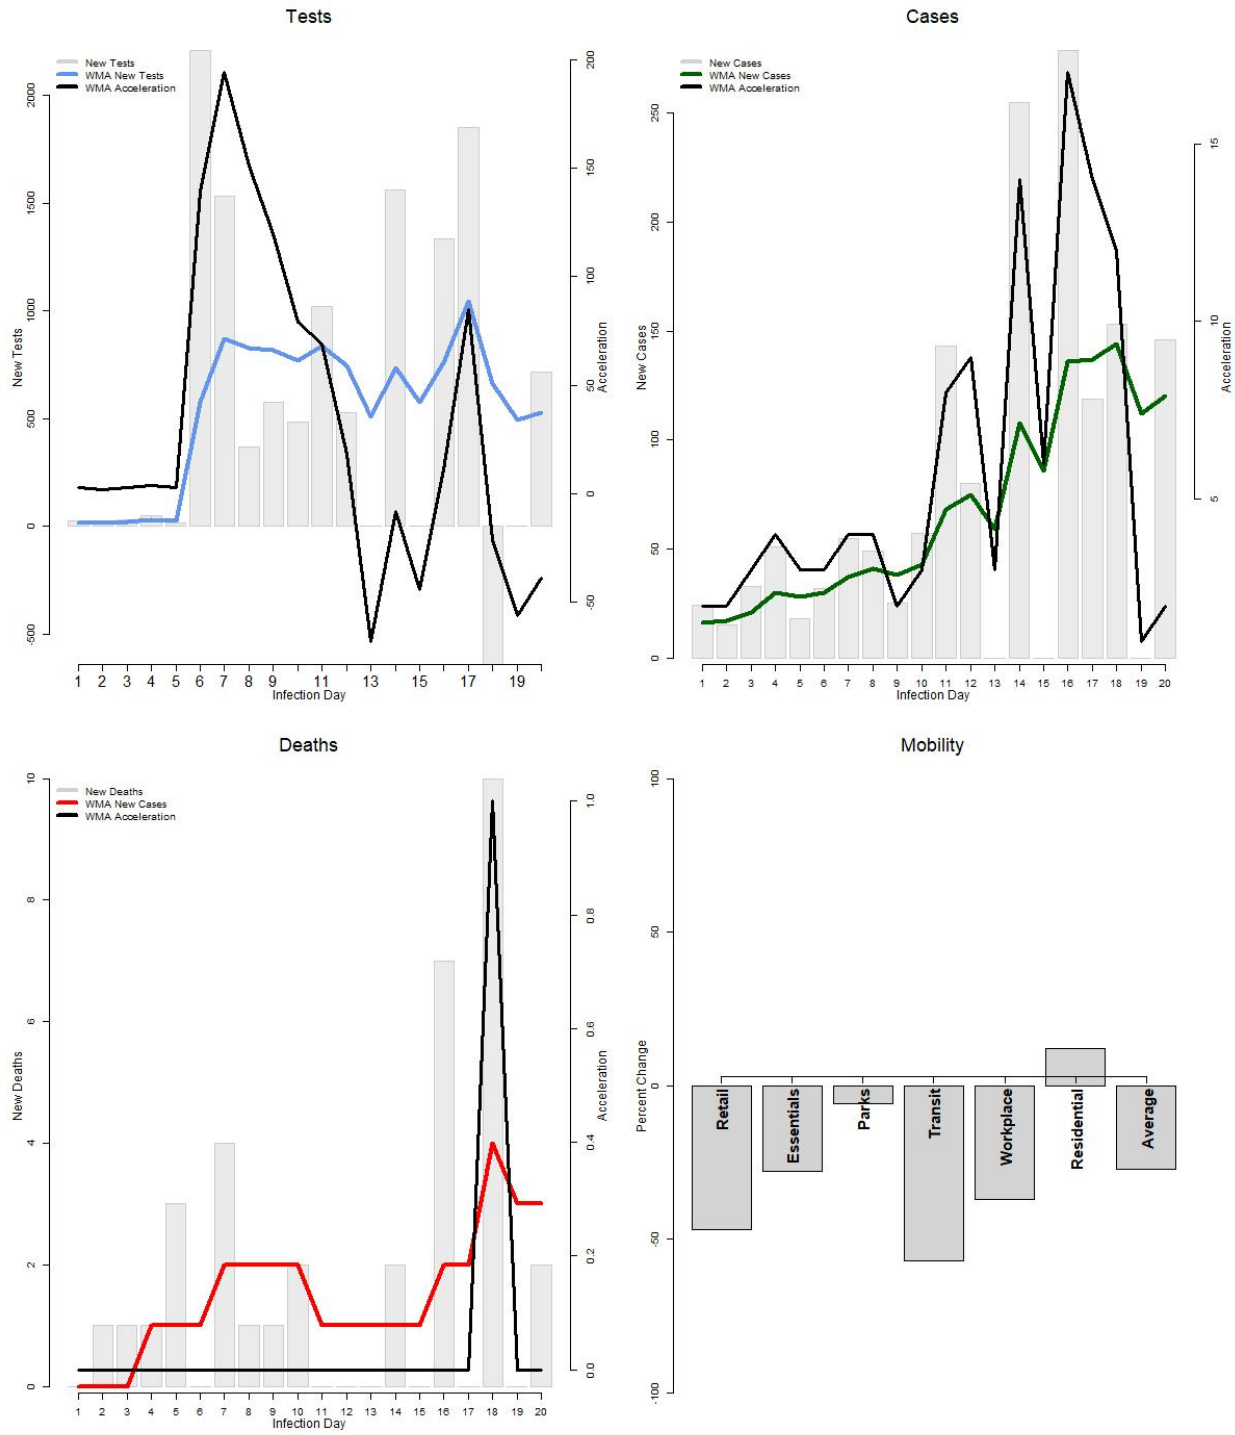 Tests
New Tests
WMA New Tests
WMA Acceleration
New Tests
-500
0
500
1000
1500
2000
Acceleration
-50
0
50
100
150
200
1 2 3 4 5 6 7 8 9 11 13 15 17 19
Infection Day
Cases
New Cases
WMA New Cases
WMA Acceleration
New Cases
0
50
100
150
200
250
Acceleration
5
10
15
1 2 3 4 5 6 7 8 9 10 11 12 13 14 15 16 17 18 19 20
Infection Day
Deaths
New Deaths
WMA New Cases
WMA Acceleration
New Deaths
0
2
4
6
8
10
Acceleration
0.0
0.2
0.4
0.6
0.8
1.0
1 2 3 4 5 6 7 8 9 10 11 12 13 14 15 16 17 18 19 20
Infection Day
Mobility
Percent Change
-100
-50
0
50
100
Retail
Essentials
Parks
Transit
Workplace
Residential
Average